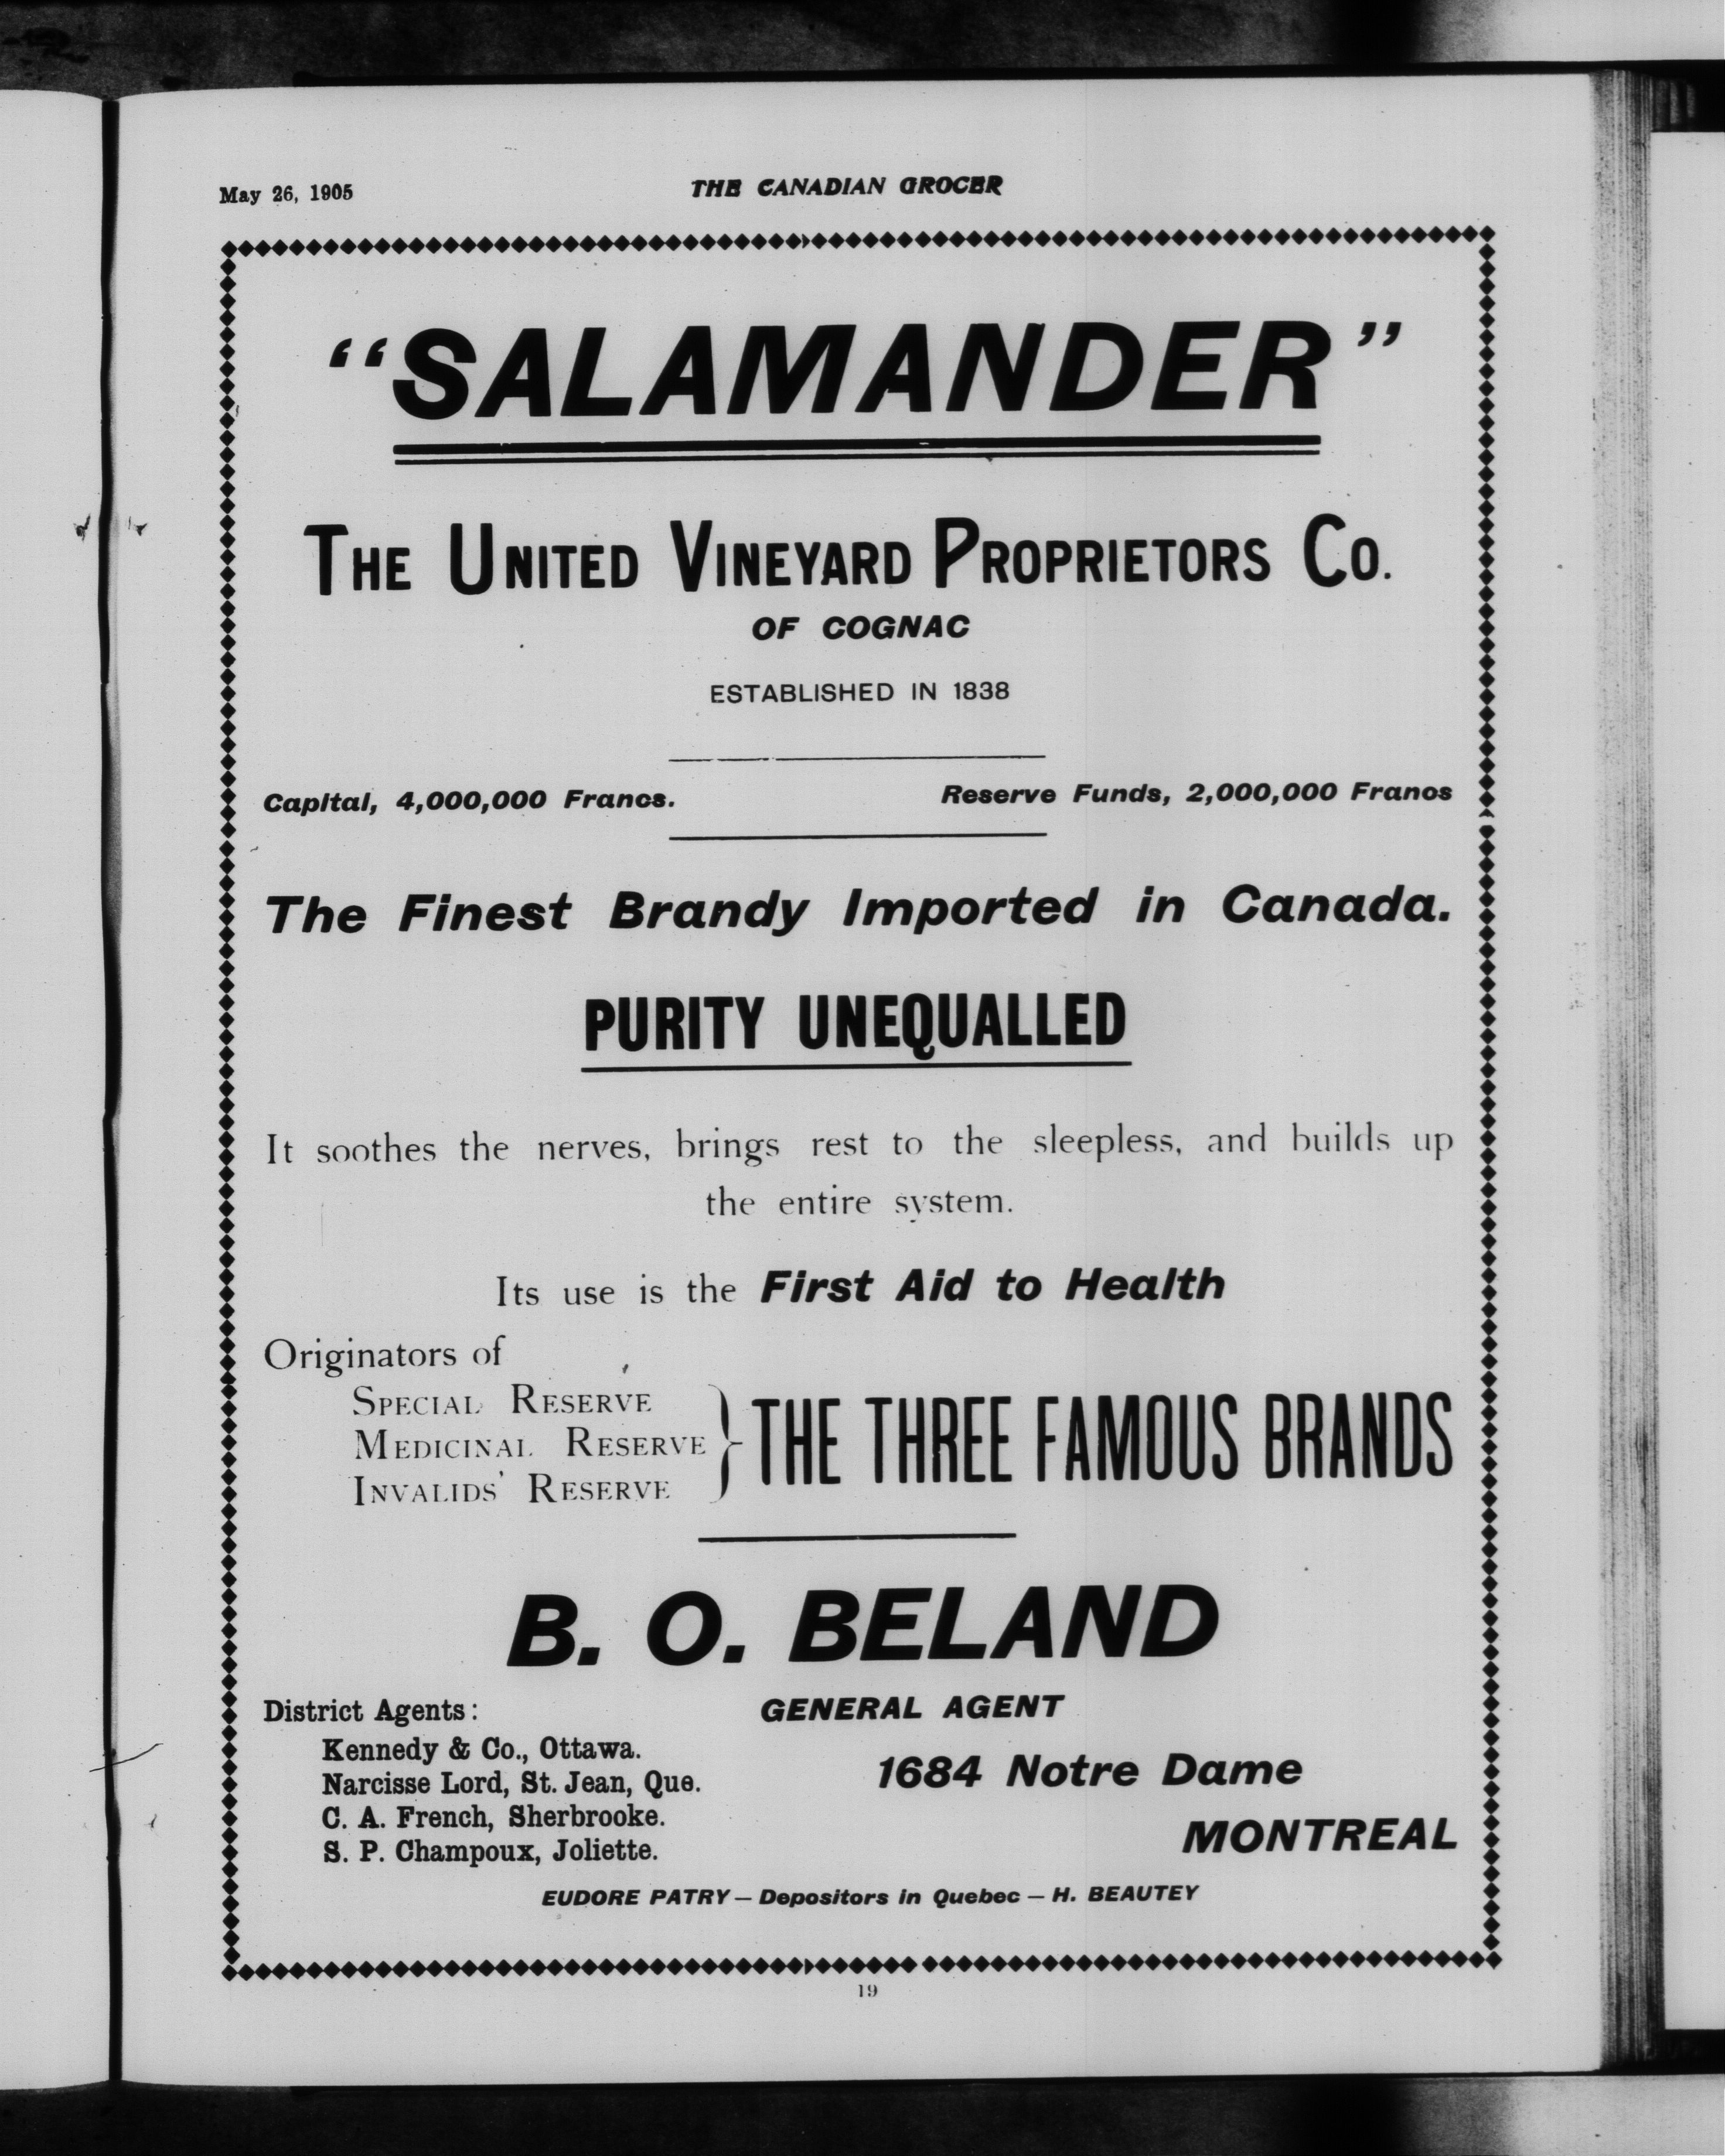 May 26, 1905
THE CANADIAN GROCER
“SALAMANDER”
THE UNITED VINEYARD PROPRIETORS CO.
OF COGNAC
ESTABLISHED IN 1838
Capital, 4,000,000 Francs.
Reserve Funds, 2,000,000 Francs
The Finest Brandy Imported in Canada.
PURITY UNEQUALLED
It soothes the nerves, brings rest to the sleepless, and builds up
the entire system.
Its use is the First Aid to Health
Originators of
SPECIAL RESERVE
MEDICINAL RESERVE
INVALIDS' RESERVE
THE THREE FAMOUS BRANDS
B. O. BELAND
GENERAL AGENT
1684 Notre Dame
MONTREAL
District Agents:
Kennedy & Co., Ottawa.
Narcisse Lord, St. Jean, Que.
C. A. French, Sherbrooke.
S. P. Champoux, Joliette.
EUDORE PATRY — Depositors in Quebec — H. BEAUTEY
19